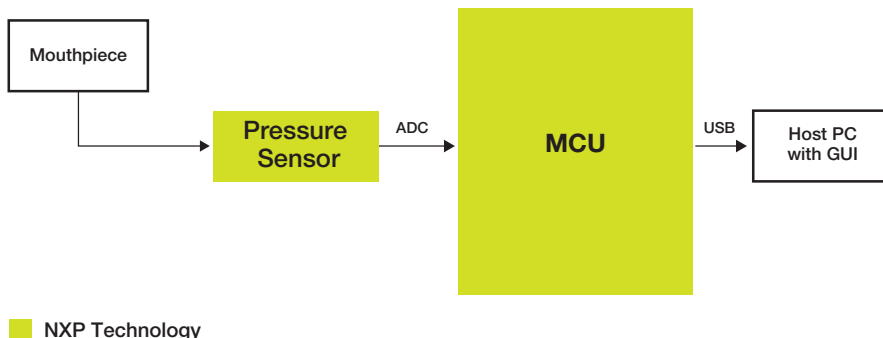 Mouthpiece
Pressure
Sensor
ADC
MCU
USB
Host PC
with GUI
NXP Technology